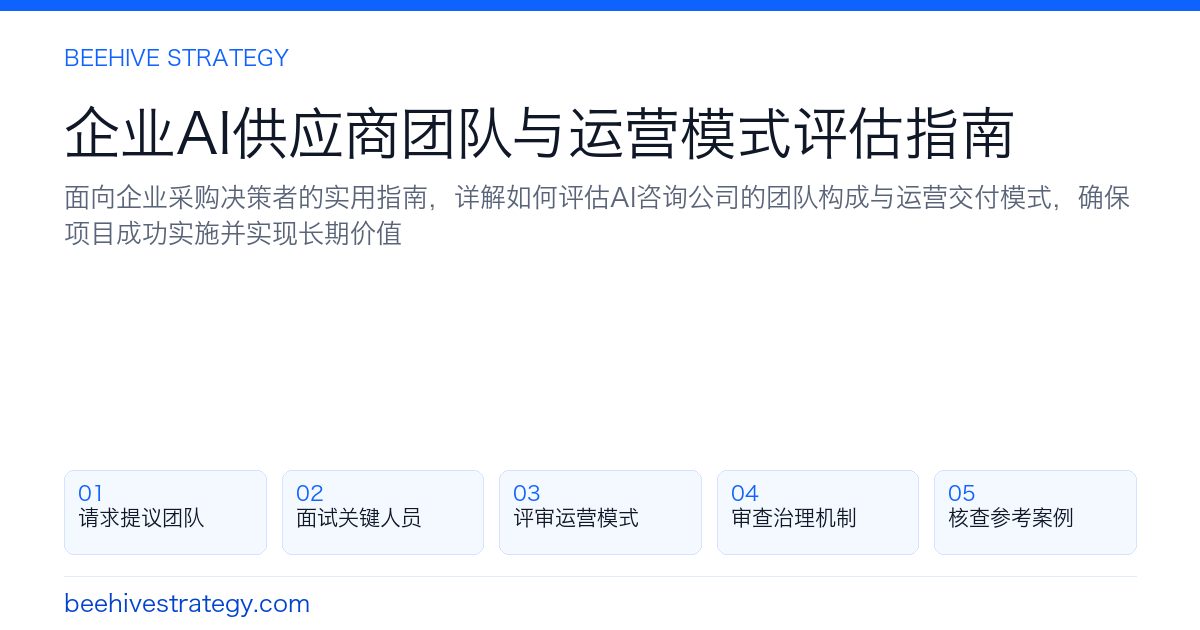 BEEHIVE STRATEGY
企业AI供应商团队与运营模式评估指南
面向企业采购决策者的实用指南，详解如何评估AI咨询公司的团队构成与运营交付模式，确保
项目成功实施并实现长期价值
01
请求提议团队
02
面试关键人员
03
评审运营模式
04
审查治理机制
05
核查参考案例
beehivestrategy.com